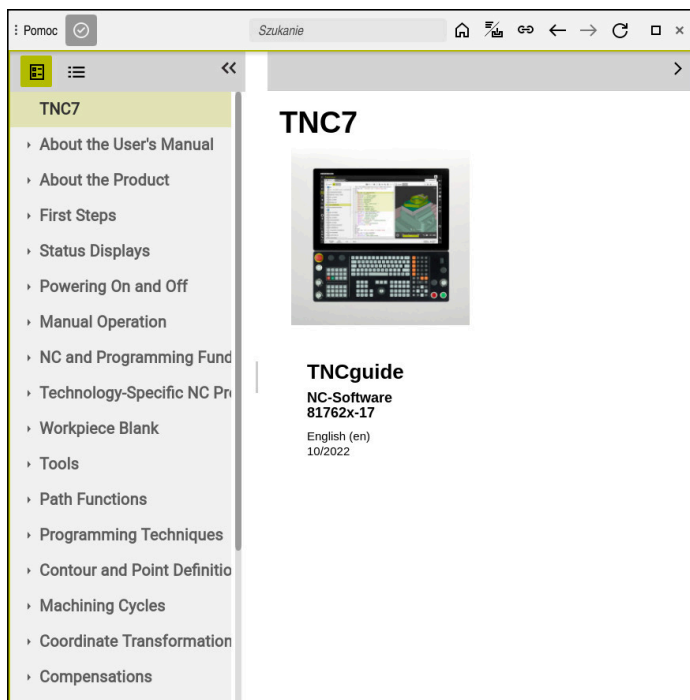 Pomoc
Szukanie
TNC7
About the User's Manual
About the Product
First Steps
Status Displays
Powering On and Off
Manual Operation
NC and Programming Fund
Technology-Specific NC Pr
Workpiece Blank
Tools
Path Functions
Programming Techniques
Contour and Point Definitio
Machining Cycles
Coordinate Transformation
Compensations
TNC7
TNCguide
NC-Software
81762x-17
English (en)
10/2022